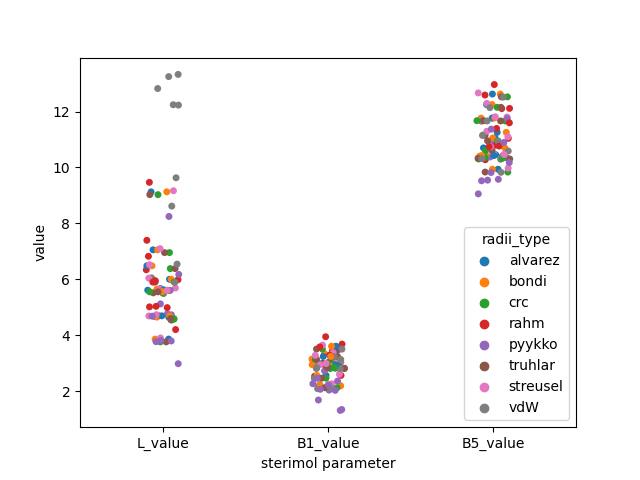 12
10
8
6
4
2
value
L_value
B1_value
B5_value
sterimol parameter
radii_type
alvarez
bondi
crc
rahm
pyykko
truhlar
streusel
vdW